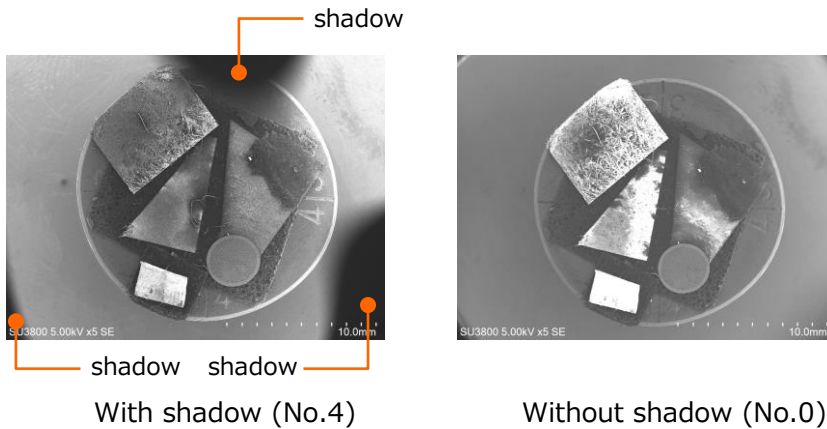 shadow
SU3800 5.00kV x5 SE
10.0mm
SU3800 5.00kV x5 SE
10.0mm
shadow shadow
With shadow (No.4)
Without shadow (No.0)